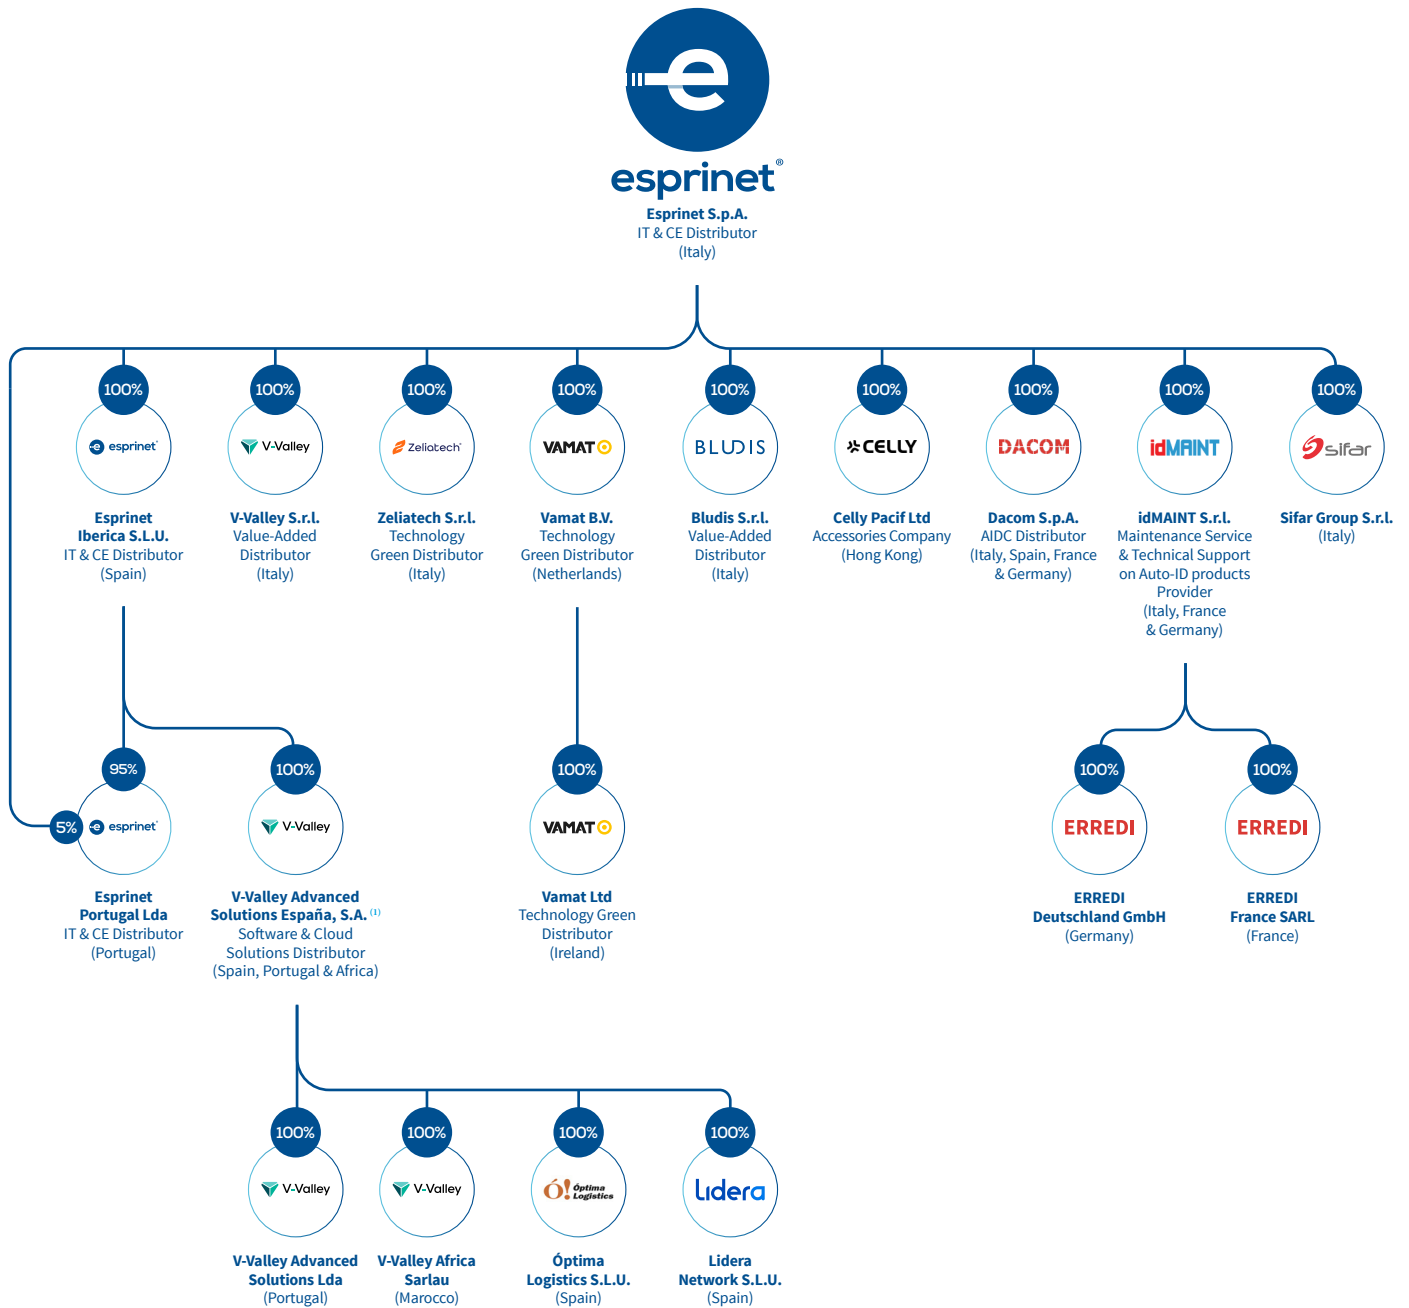 esprinet®
Esprinet S.p.A.
IT & CE Distributor
(Italy)
100%
100%
100%
100%
100%
100%
100%
100%
100%
esprinet®
V-Valley
Zeliatech®
VAMAT
BLUDIS
CELLY
DACOM
idMAINT
sifar
Esprinet
Iberica S.L.U.
IT & CE Distributor
(Spain)
V-Valley S.r.l.
Value-Added
Distributor
(Italy)
Zeliatech S.r.l.
Technology
Green Distributor
(Italy)
Vamat B.V.
Technology
Green Distributor
(Netherlands)
Bludis S.r.l.
Value-Added
Distributor
(Italy)
Celly Pacif Ltd
Accessories Company
(Hong Kong)
Dacom S.p.A.
AIDC Distributor
(Italy, Spain, France
& Germany)
idMAINT S.r.l.
Maintenance Service
& Technical Support
on Auto-ID products
Provider
(Italy, France
& Germany)
Sifar Group S.r.l.
(Italy)
95%
100%
100%
100%
100%
5%
esprinet®
V-Valley
VAMAT
ERREDI
ERREDI
Esprinet
Portugal Lda
IT & CE Distributor
(Portugal)
V-Valley Advanced
Solutions España, S.A. (1)
Software & Cloud
Solutions Distributor
(Spain, Portugal & Africa)
Vamat Ltd
Technology Green
Distributor
(Ireland)
ERREDI
Deutschland GmbH
(Germany)
ERREDI
France SARL
(France)
100%
100%
100%
100%
V-Valley
V-Valley
Ó! Óptima
Logistics
Lidera
V-Valley Advanced
Solutions Lda
(Portugal)
V-Valley Africa
Sarlau
(Marocco)
Óptima
Logistics S.L.U.
(Spain)
Lidera
Network S.L.U.
(Spain)